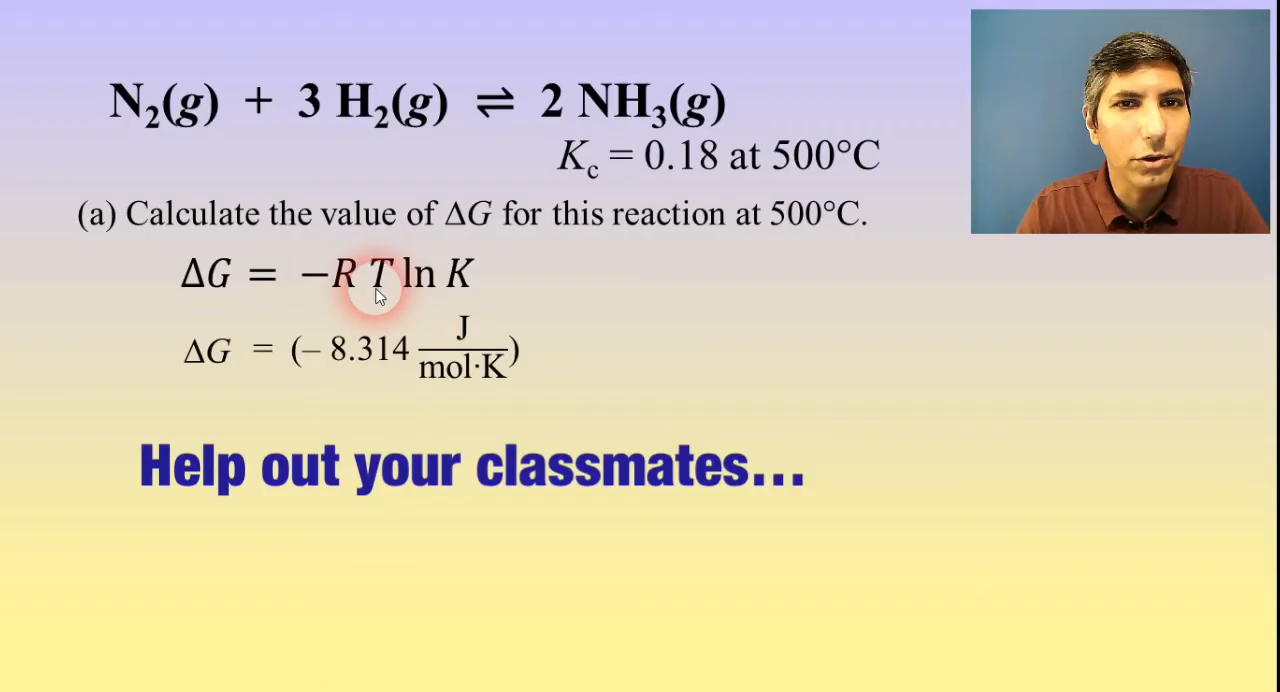 N₂(g) + 3 H₂(g) ⇌ 2 NH₃(g)
K꜀ = 0.18 at 500°C
(a) Calculate the value of ΔG for this reaction at 500°C.
ΔG = −R T ln K
ΔG = (– 8.314 J/mol·K)
Help out your classmates…